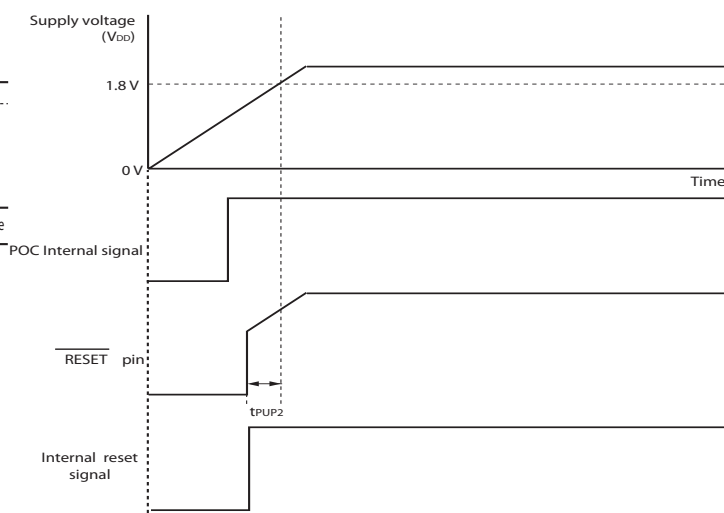 Supply voltage
(VDD)
1.8 V
0 V
Time
e
POC Internal signal
RESET pin
tPUP2
Internal reset
signal